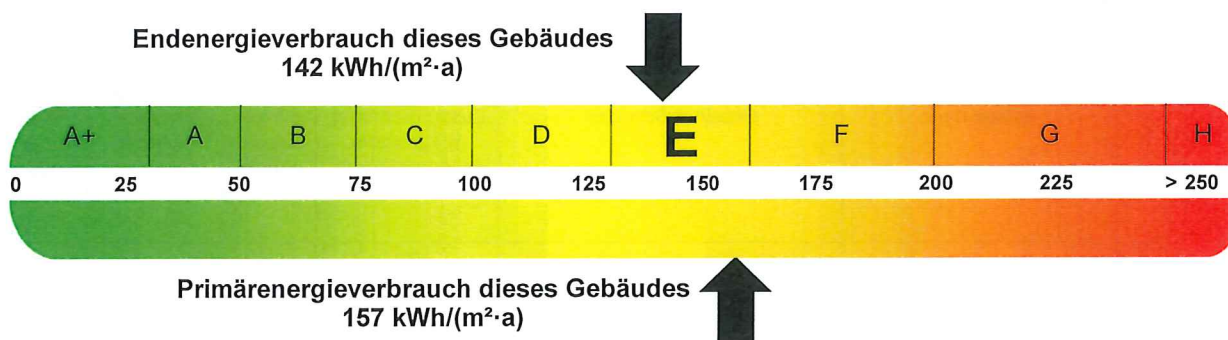 Endenergieverbrauch dieses Gebäudes
142 kWh/(m²·a)
A+ A B C D E F G H
0 25 50 75 100 125 150 175 200 225 > 250
Primärenergieverbrauch dieses Gebäudes
157 kWh/(m²·a)